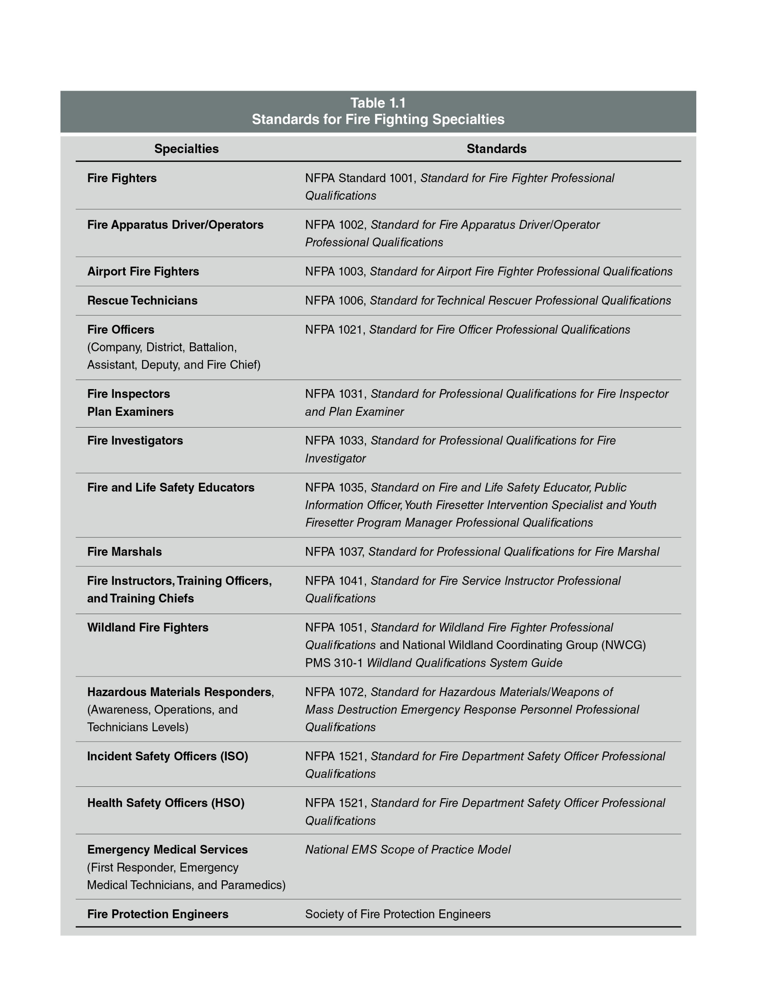 Table 1.1
Standards for Fire Fighting Specialties
Specialties Standards
Fire Fighters NFPA Standard 1001, Standard for Fire Fighter Professional
Qualifications
Fire Apparatus Driver/Operators NFPA 1002, Standard for Fire Apparatus Driver/Operator
Professional Qualifications
Airport Fire Fighters NFPA 1003, Standard for Airport Fire Fighter Professional Qualifications
Rescue Technicians NFPA 1006, Standard for Technical Rescuer Professional Qualifications
Fire Officers NFPA 1021, Standard for Fire Officer Professional Qualifications
(Company, District, Battalion,
Assistant, Deputy, and Fire Chief)
Fire Inspectors NFPA 1031, Standard for Professional Qualifications for Fire Inspector
Plan Examiners and Plan Examiner
Fire Investigators NFPA 1033, Standard for Professional Qualifications for Fire
Investigator
Fire and Life Safety Educators NFPA 1035, Standard on Fire and Life Safety Educator, Public
Information Officer, Youth Firesetter Intervention Specialist and Youth
Firesetter Program Manager Professional Qualifications
Fire Marshals NFPA 1037, Standard for Professional Qualifications for Fire Marshal
Fire Instructors, Training Officers, NFPA 1041, Standard for Fire Service Instructor Professional
and Training Chiefs Qualifications
Wildland Fire Fighters NFPA 1051, Standard for Wildland Fire Fighter Professional
Qualifications and National Wildland Coordinating Group (NWCG)
PMS 310-1 Wildland Qualifications System Guide
Hazardous Materials Responders, NFPA 1072, Standard for Hazardous Materials/Weapons of
(Awareness, Operations, and Mass Destruction Emergency Response Personnel Professional
Technicians Levels) Qualifications
Incident Safety Officers (ISO) NFPA 1521, Standard for Fire Department Safety Officer Professional
Qualifications
Health Safety Officers (HSO) NFPA 1521, Standard for Fire Department Safety Officer Professional
Qualifications
Emergency Medical Services National EMS Scope of Practice Model
(First Responder, Emergency
Medical Technicians, and Paramedics)
Fire Protection Engineers Society of Fire Protection Engineers